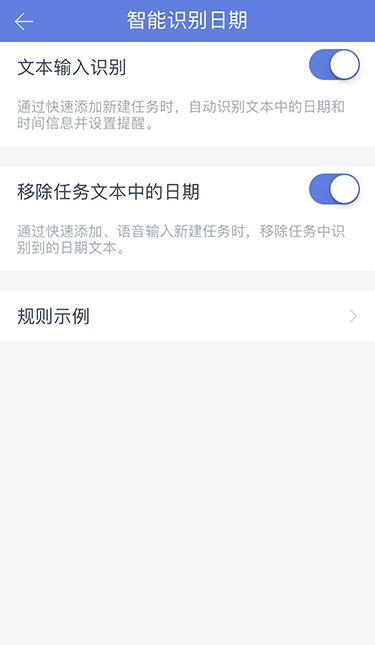 智能识别日期
文本输入识别
通过快速添加新建任务时，自动识别文本中的日期和
时间信息并设置提醒。
移除任务文本中的日期
通过快速添加、语音输入新建任务时，移除任务中识
别到的日期文本。
规则示例